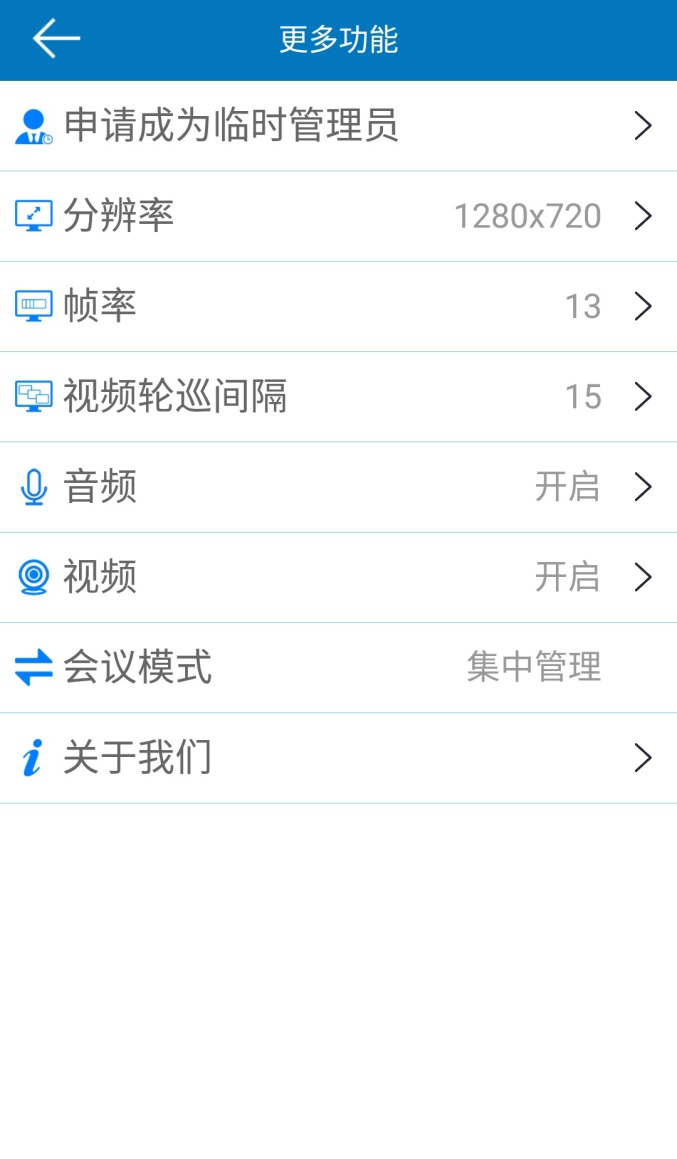 更多功能
申请成为临时管理员
分辨率 1280x720
帧率 13
视频轮巡间隔 15
音频 开启
视频 开启
会议模式 集中管理
关于我们